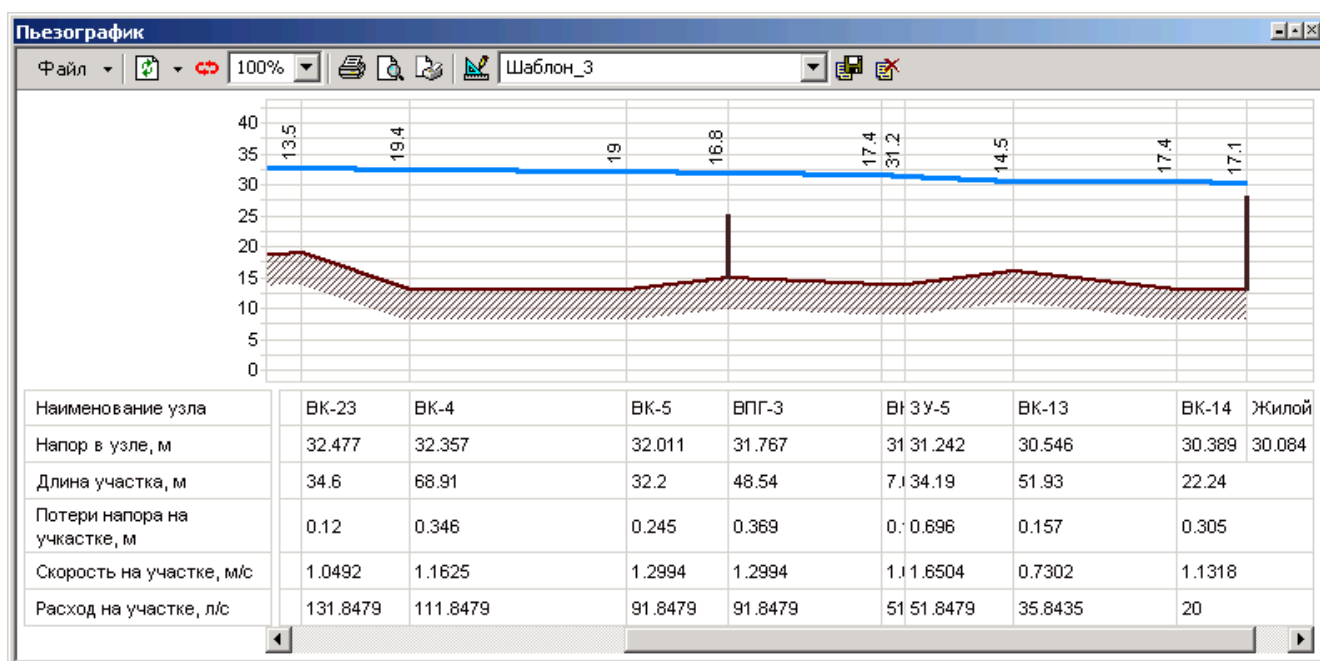 Пьезографик
Файл 100% Шаблон_3
40
35
30
25
20
15
10
5
0
13.5 19.4 19 16.8 17.4 31.2 14.5 17.4 17.1
Наименование узла ВК-23 ВК-4 ВК-5 ВПГ-3 ЗУ-5 ВК-13 ВК-14 Жилой
Напор в узле, м 32.477 32.357 32.011 31.767 31 31.242 30.546 30.389 30.084
Длина участка, м 34.6 68.91 32.2 48.54 34.19 51.93 22.24
Потери напора на
учкастке, м 0.12 0.346 0.245 0.369 0.696 0.157 0.305
Скорость на участке, м/с 1.0492 1.1625 1.2994 1.2994 1.6504 0.7302 1.1318
Расход на участке, л/с 131.8479 111.8479 91.8479 91.8479 51 51.8479 35.8435 20